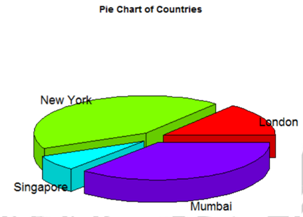 Pie Chart of Countries
New York
London
Singapore
Mumbai